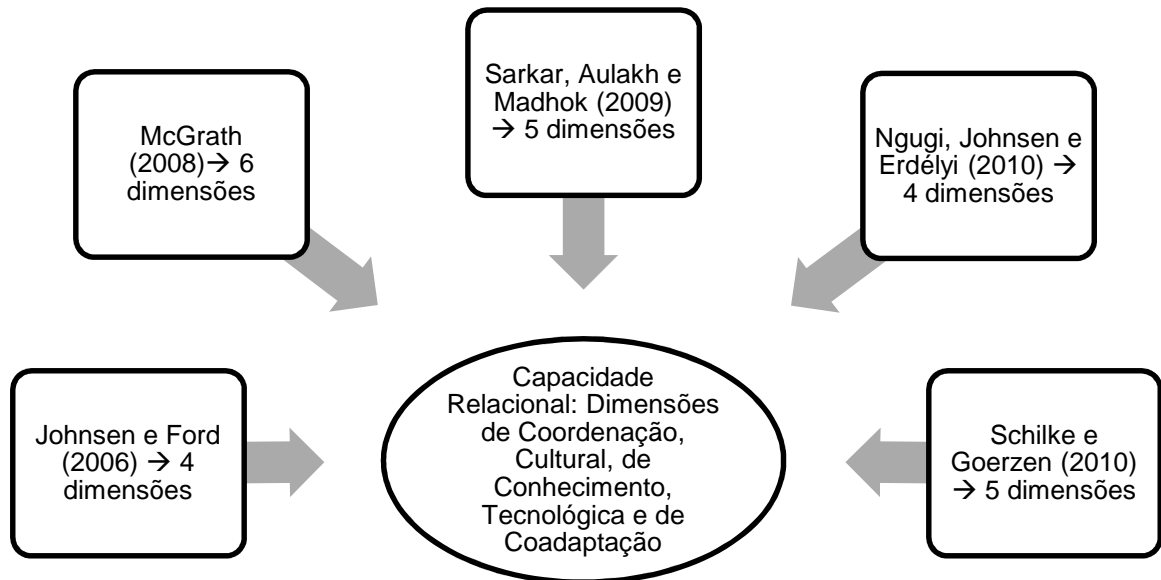 McGrath
(2008)→ 6
dimensões
Sarkar, Aulakh e
Madhok (2009)
→ 5 dimensões
Ngugi, Johnsen e
Erdélyi (2010) →
4 dimensões
Johnsen e Ford
(2006) → 4
dimensões
Capacidade
Relacional: Dimensões
de Coordenação,
Cultural, de
Conhecimento,
Tecnológica e de
Coadaptação
Schilke e
Goerzen (2010)
→ 5 dimensões